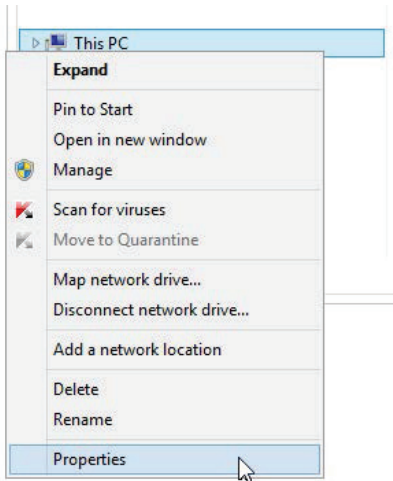 This PC
Expand
Pin to Start
Open in new window
Manage
Scan for viruses
Move to Quarantine
Map network drive...
Disconnect network drive...
Add a network location
Delete
Rename
Properties